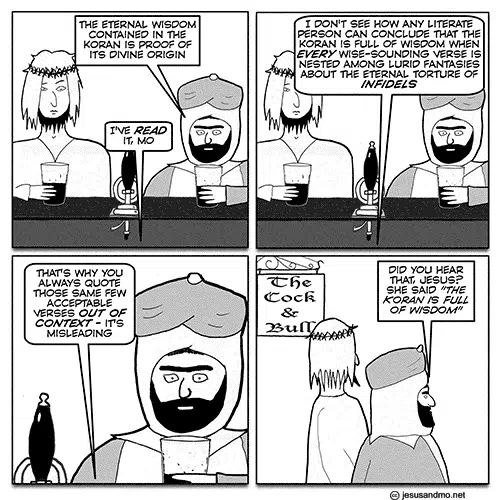 THE ETERNAL WISDOM
CONTAINED IN THE
KORAN IS PROOF OF
ITS DIVINE ORIGIN
I'VE READ
IT, MO
I DON'T SEE HOW ANY LITERATE
PERSON CAN CONCLUDE THAT THE
KORAN IS FULL OF WISDOM WHEN
EVERY WISE-SOUNDING VERSE IS
NESTED AMONG LURID FANTASIES
ABOUT THE ETERNAL TORTURE OF
INFIDELS
THAT'S WHY YOU
ALWAYS QUOTE
THOSE SAME FEW
ACCEPTABLE
VERSES OUT OF
CONTEXT - IT'S
MISLEADING
The
Cock
&
Bull
DID YOU HEAR
THAT, JESUS?
SHE SAID "THE
KORAN IS FULL
OF WISDOM"
cc jesusandmo.net